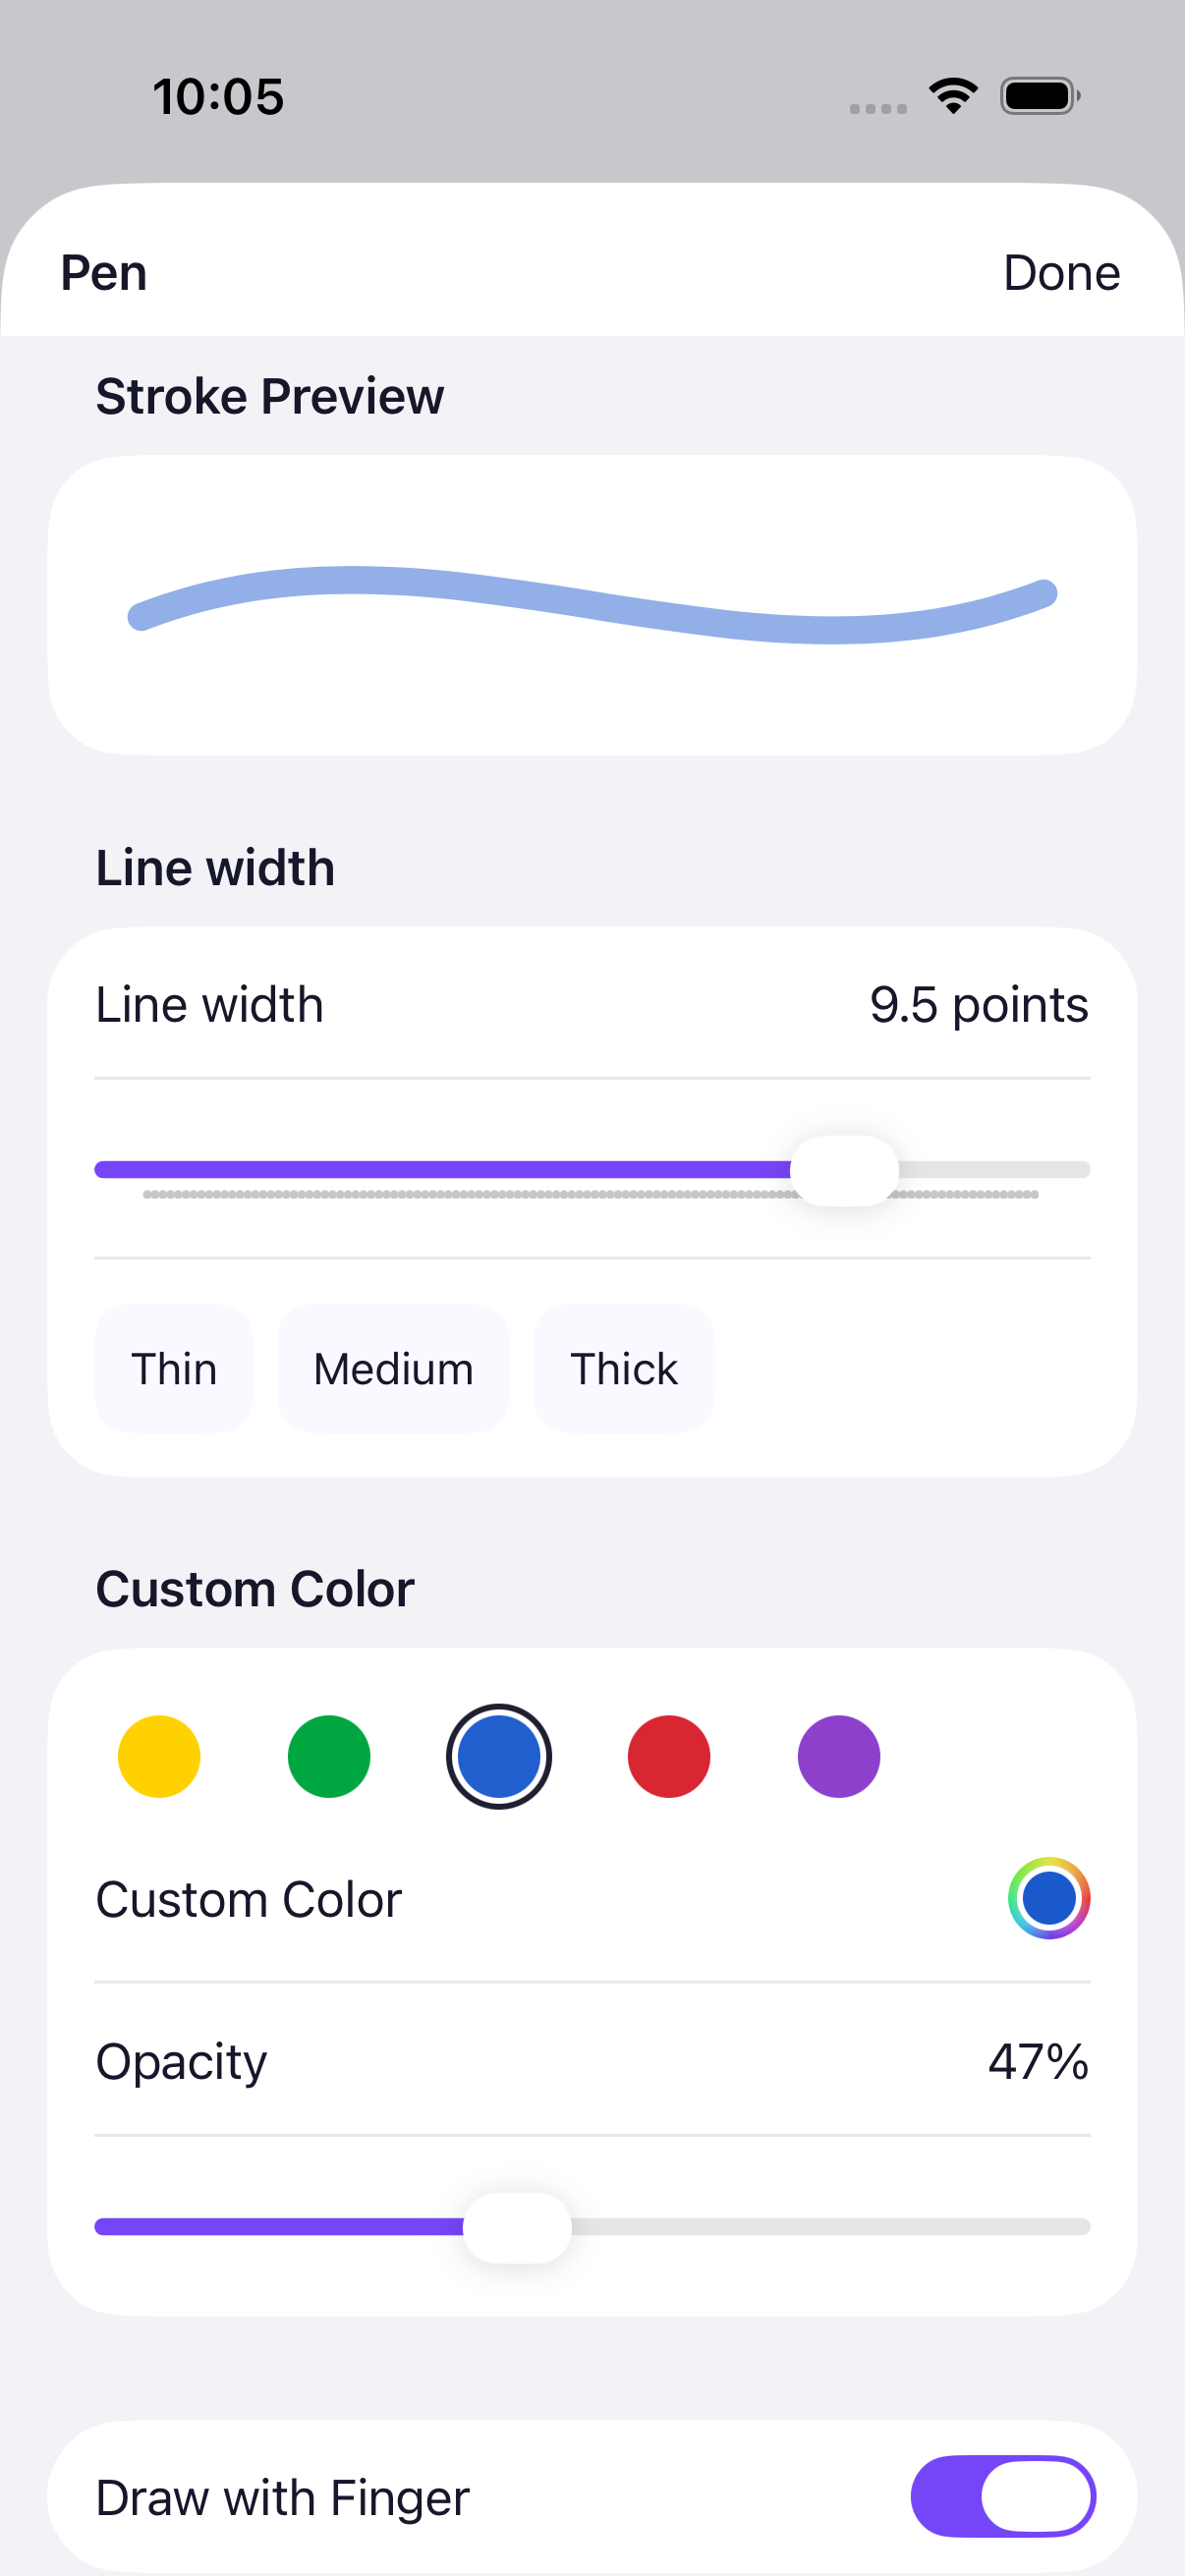 10:05
Pen Done
Stroke Preview
Line width
Line width 9.5 points
Thin Medium Thick
Custom Color
Custom Color
Opacity 47%
Draw with Finger